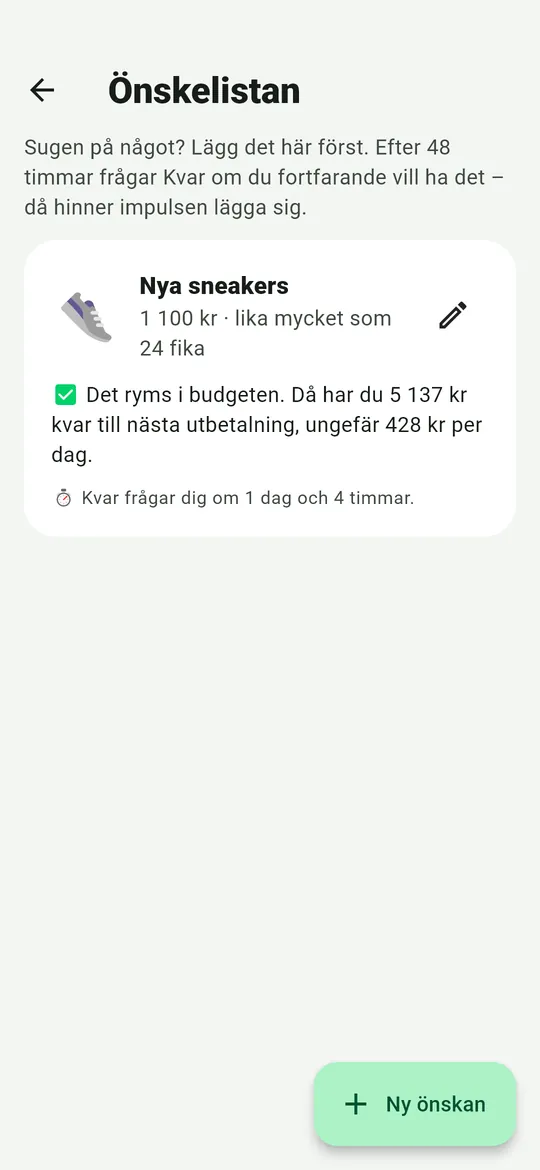 Önskelistan
Sugen på något? Lägg det här först. Efter 48
timmar frågar Kvar om du fortfarande vill ha det –
då hinner impulsen lägga sig.
Nya sneakers
1 100 kr · lika mycket som
24 fika
✅ Det ryms i budgeten. Då har du 5 137 kr
kvar till nästa utbetalning, ungefär 428 kr per
dag.
⏱ Kvar frågar dig om 1 dag och 4 timmar.
Ny önskan